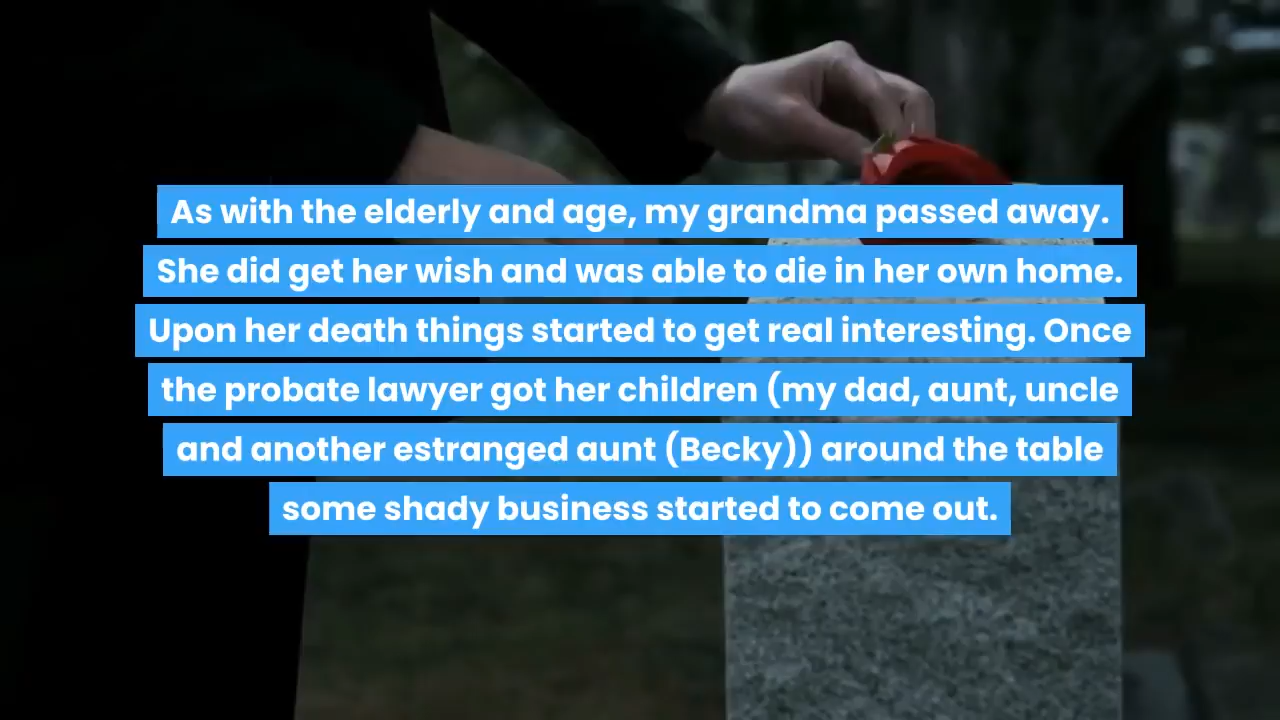 As with the elderly and age, my grandma passed away.
She did get her wish and was able to die in her own home.
Upon her death things started to get real interesting. Once
the probate lawyer got her children (my dad, aunt, uncle
and another estranged aunt (Becky)) around the table
some shady business started to come out.